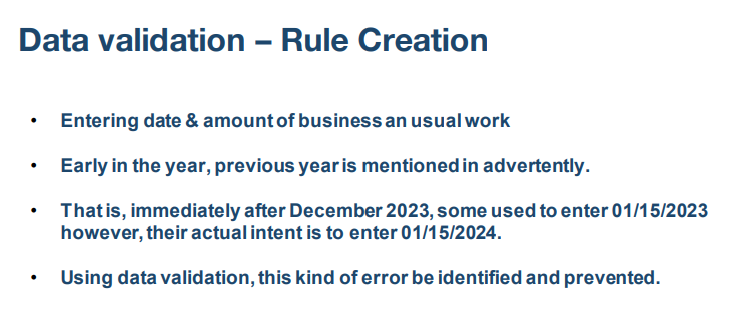 Data validation – Rule Creation
• Entering date & amount of business an usual work
• Early in the year, previous year is mentioned in advertently.
• That is, immediately after December 2023, some used to enter 01/15/2023
however, their actual intent is to enter 01/15/2024.
• Using data validation, this kind of error be identified and prevented.